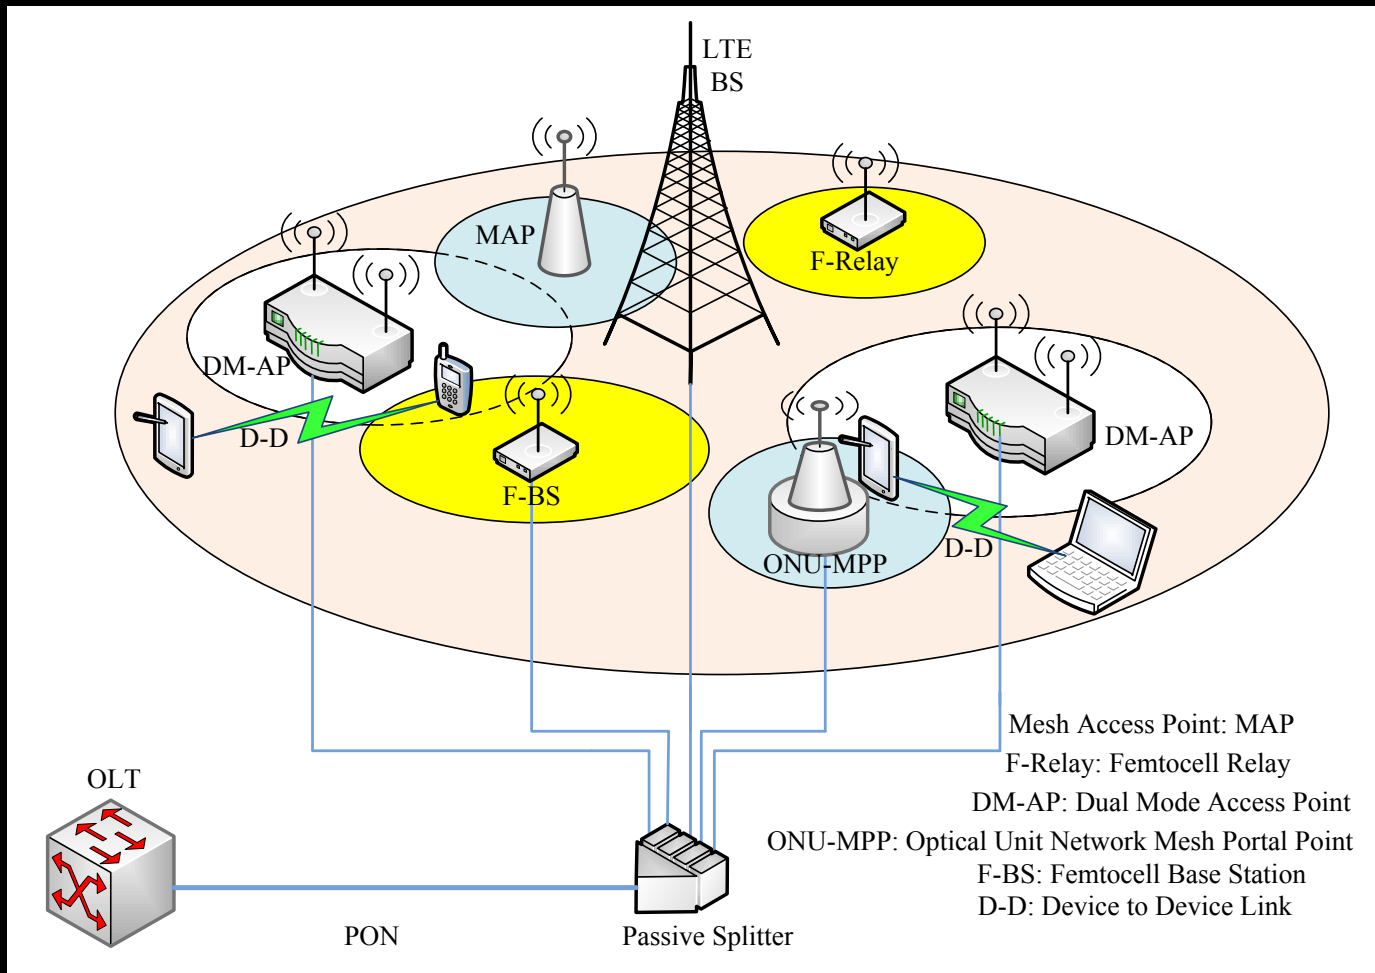 LTE
BS
MAP
F-Relay
DM-AP
D-D
F-BS
DM-AP
D-D
ONU-MPP
Mesh Access Point: MAP
F-Relay: Femtocell Relay
DM-AP: Dual Mode Access Point
ONU-MPP: Optical Unit Network Mesh Portal Point
F-BS: Femtocell Base Station
D-D: Device to Device Link
OLT
PON
Passive Splitter